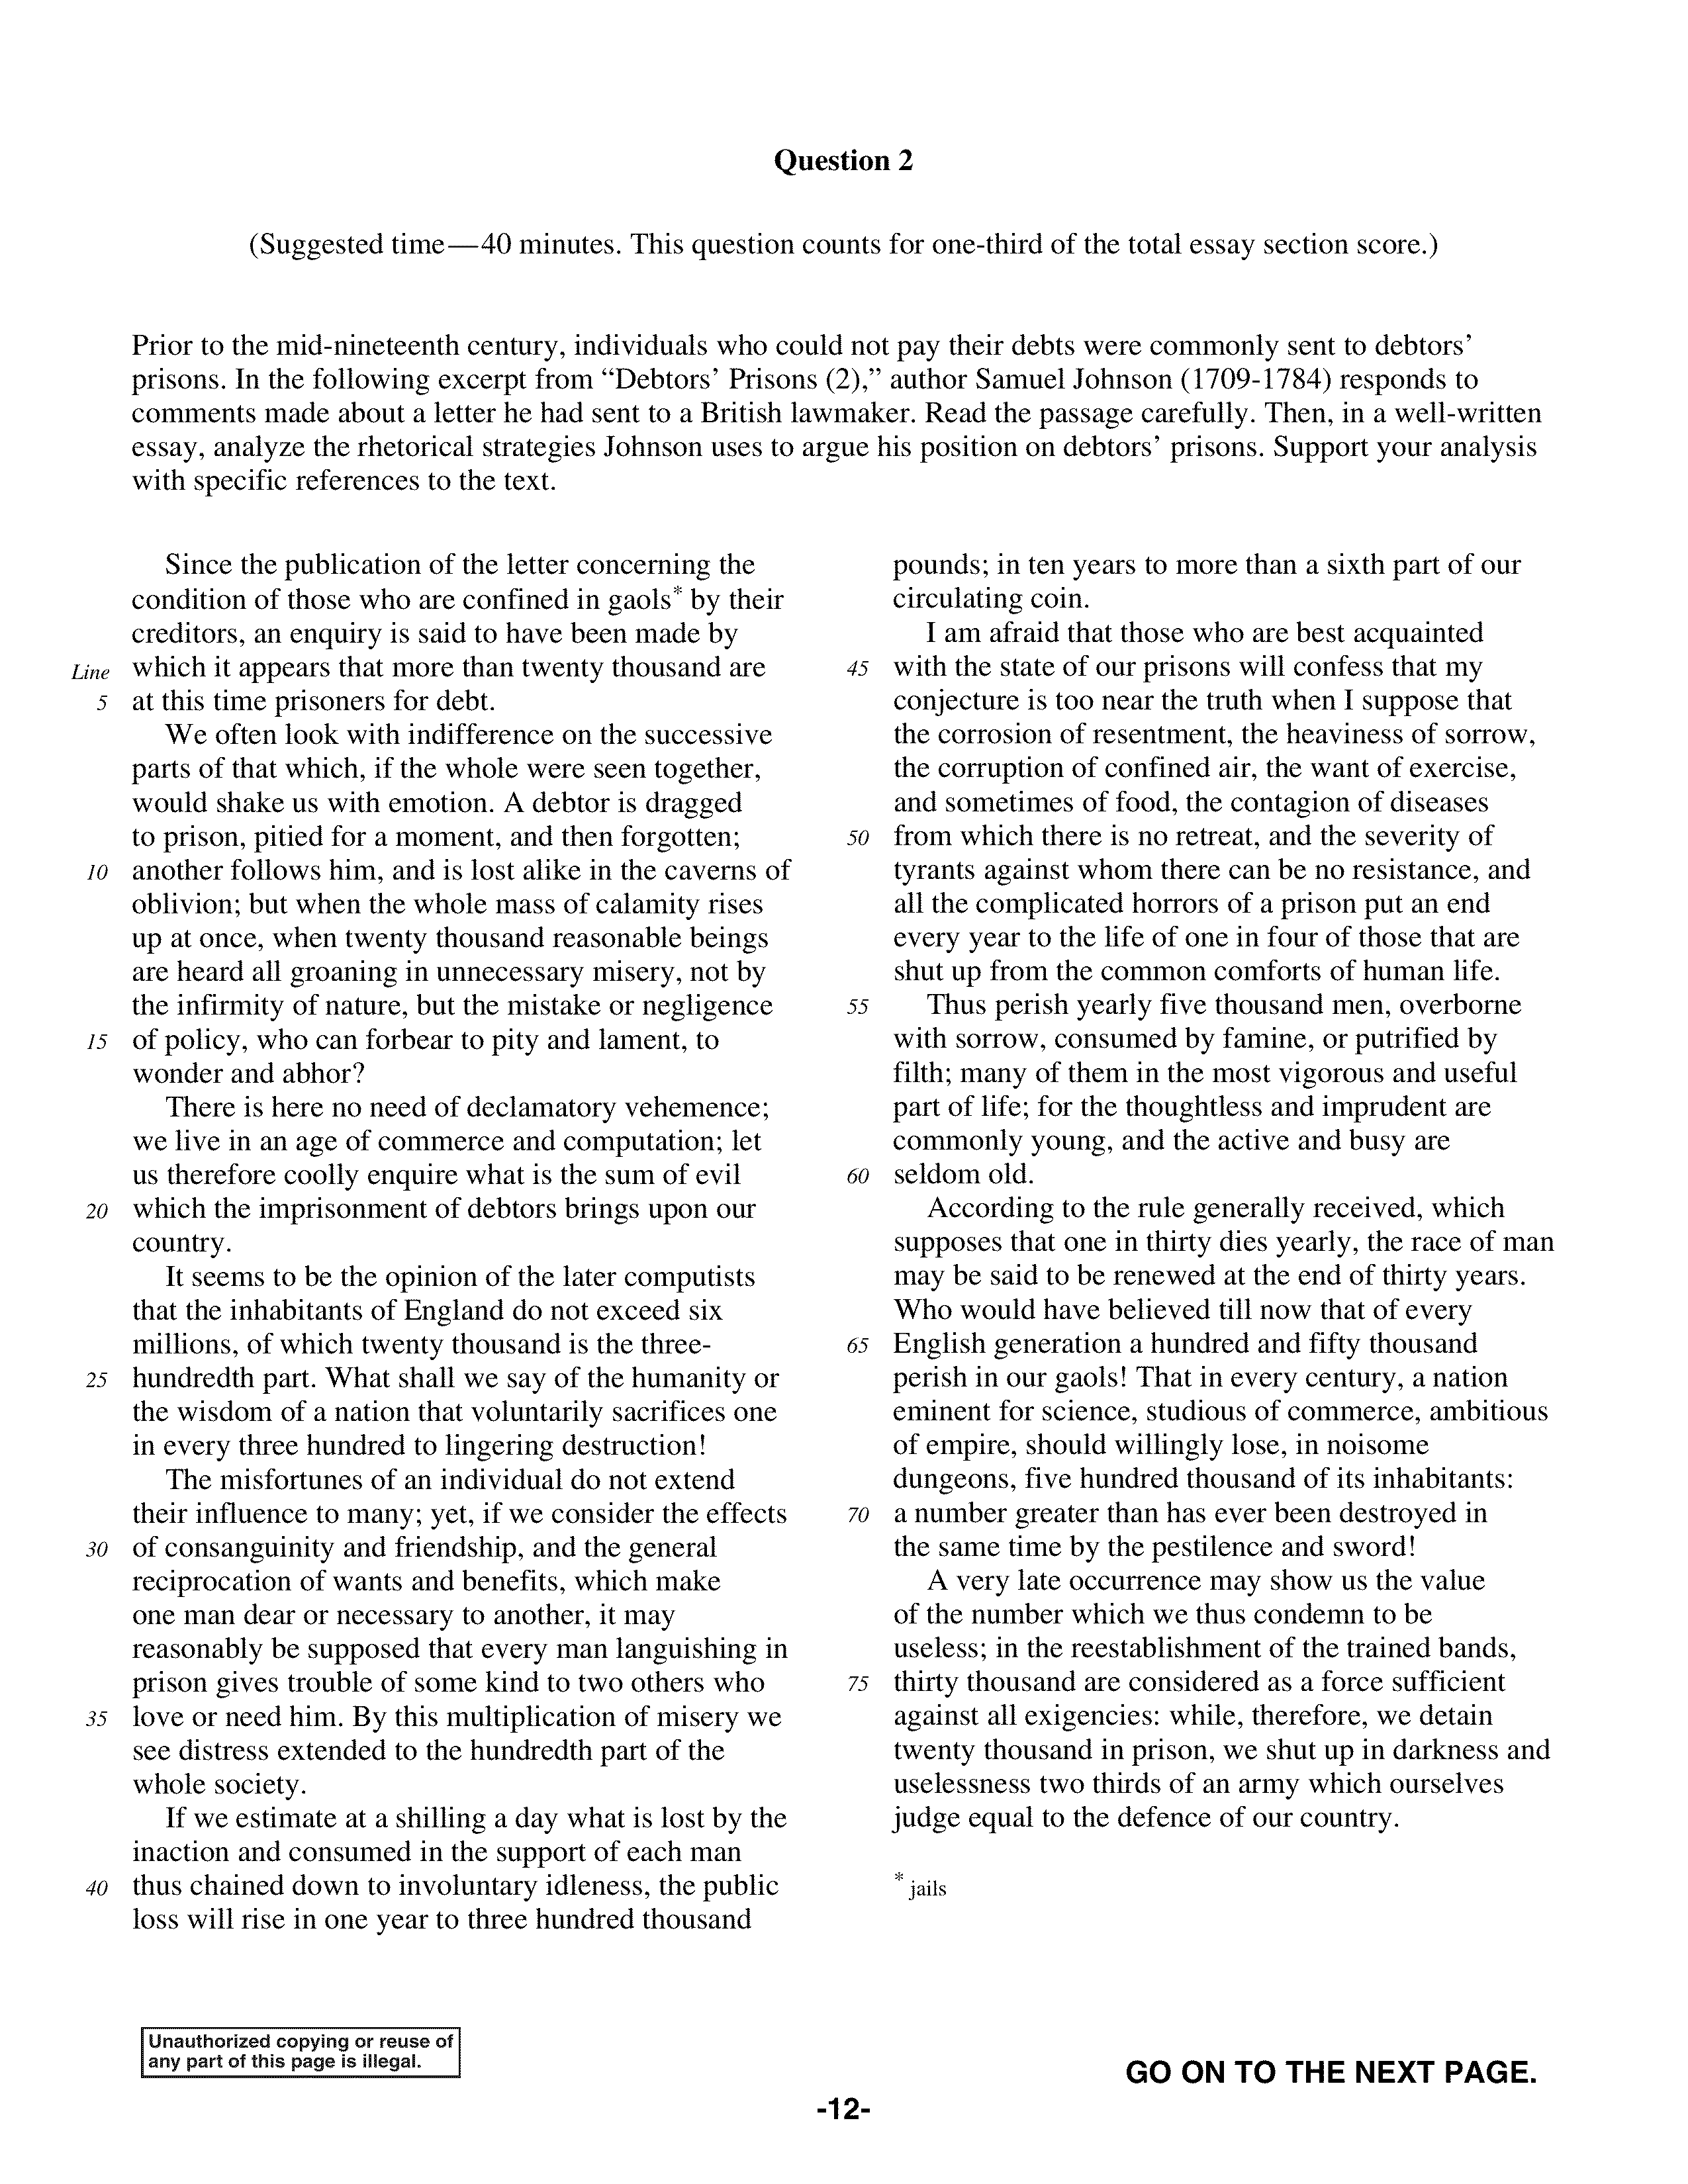 Question 2
(Suggested time—40 minutes. This question counts for one-third of the total essay section score.)
Prior to the mid-nineteenth century, individuals who could not pay their debts were commonly sent to debtors’
prisons. In the following excerpt from “Debtors’ Prisons (2),” author Samuel Johnson (1709-1784) responds to
comments made about a letter he had sent to a British lawmaker. Read the passage carefully. Then, in a well-written
essay, analyze the rhetorical strategies Johnson uses to argue his position on debtors’ prisons. Support your analysis
with specific references to the text.
Since the publication of the letter concerning the
condition of those who are confined in gaols* by their
creditors, an enquiry is said to have been made by
Line which it appears that more than twenty thousand are
5 at this time prisoners for debt.
We often look with indifference on the successive
parts of that which, if the whole were seen together,
would shake us with emotion. A debtor is dragged
to prison, pitied for a moment, and then forgotten;
10 another follows him, and is lost alike in the caverns of
oblivion; but when the whole mass of calamity rises
up at once, when twenty thousand reasonable beings
are heard all groaning in unnecessary misery, not by
the infirmity of nature, but the mistake or negligence
15 of policy, who can forbear to pity and lament, to
wonder and abhor?
There is here no need of declamatory vehemence;
we live in an age of commerce and computation; let
us therefore coolly enquire what is the sum of evil
20 which the imprisonment of debtors brings upon our
country.
It seems to be the opinion of the later computists
that the inhabitants of England do not exceed six
millions, of which twenty thousand is the three-
25 hundredth part. What shall we say of the humanity or
the wisdom of a nation that voluntarily sacrifices one
in every three hundred to lingering destruction!
The misfortunes of an individual do not extend
their influence to many; yet, if we consider the effects
30 of consanguinity and friendship, and the general
reciprocation of wants and benefits, which make
one man dear or necessary to another, it may
reasonably be supposed that every man languishing in
prison gives trouble of some kind to two others who
35 love or need him. By this multiplication of misery we
see distress extended to the hundredth part of the
whole society.
If we estimate at a shilling a day what is lost by the
inaction and consumed in the support of each man
40 thus chained down to involuntary idleness, the public
loss will rise in one year to three hundred thousand
pounds; in ten years to more than a sixth part of our
circulating coin.
I am afraid that those who are best acquainted
45 with the state of our prisons will confess that my
conjecture is too near the truth when I suppose that
the corrosion of resentment, the heaviness of sorrow,
the corruption of confined air, the want of exercise,
and sometimes of food, the contagion of diseases
50 from which there is no retreat, and the severity of
tyrants against whom there can be no resistance, and
all the complicated horrors of a prison put an end
every year to the life of one in four of those that are
shut up from the common comforts of human life.
55 Thus perish yearly five thousand men, overborne
with sorrow, consumed by famine, or putrified by
filth; many of them in the most vigorous and useful
part of life; for the thoughtless and imprudent are
commonly young, and the active and busy are
60 seldom old.
According to the rule generally received, which
supposes that one in thirty dies yearly, the race of man
may be said to be renewed at the end of thirty years.
Who would have believed till now that of every
65 English generation a hundred and fifty thousand
perish in our gaols! That in every century, a nation
eminent for science, studious of commerce, ambitious
of empire, should willingly lose, in noisome
dungeons, five hundred thousand of its inhabitants:
70 a number greater than has ever been destroyed in
the same time by the pestilence and sword!
A very late occurrence may show us the value
of the number which we thus condemn to be
useless; in the reestablishment of the trained bands,
75 thirty thousand are considered as a force sufficient
against all exigencies: while, therefore, we detain
twenty thousand in prison, we shut up in darkness and
uselessness two thirds of an army which ourselves
judge equal to the defence of our country.
* jails
Unauthorized copying or reuse of
any part of this page is illegal.
GO ON TO THE NEXT PAGE.
-12-